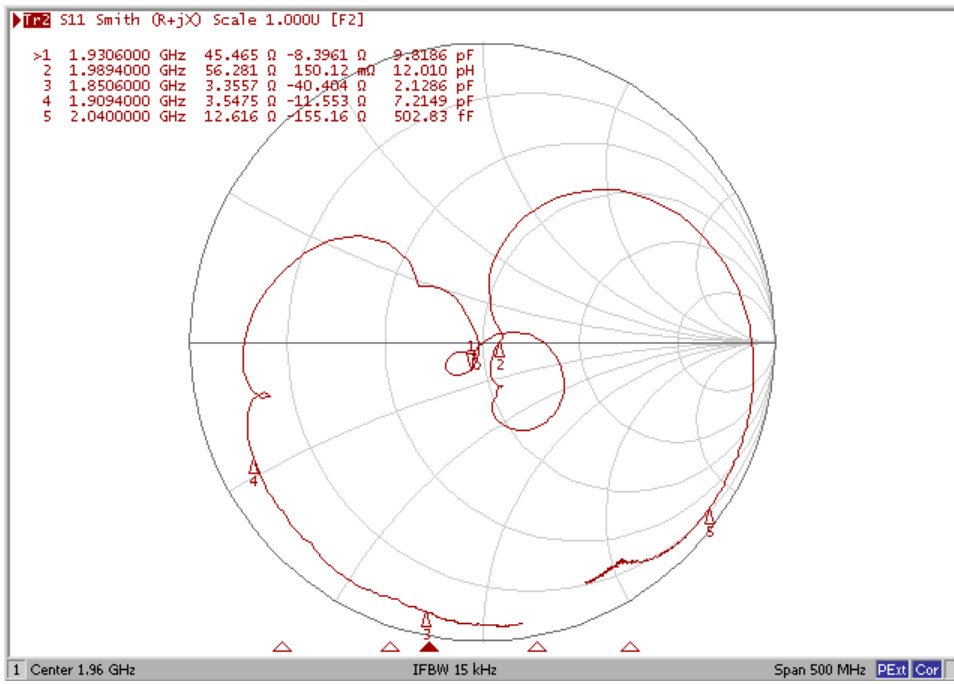 Tr2 S11 Smith (R+jX) Scale 1.000U [F2]
>1 1.9306000 GHz 45.465 Ω -8.3961 Ω 9.8186 pF
2 1.9894000 GHz 56.281 Ω 150.12 mΩ 12.010 pH
3 1.8506000 GHz 3.3557 Ω -40.404 Ω 2.1286 pF
4 1.9094000 GHz 3.5475 Ω -11.553 Ω 7.2149 pF
5 2.0400000 GHz 12.616 Ω -155.16 Ω 502.83 fF
1
2
4
5
3
1 Center 1.96 GHz IFBW 15 kHz Span 500 MHz PExt Cor